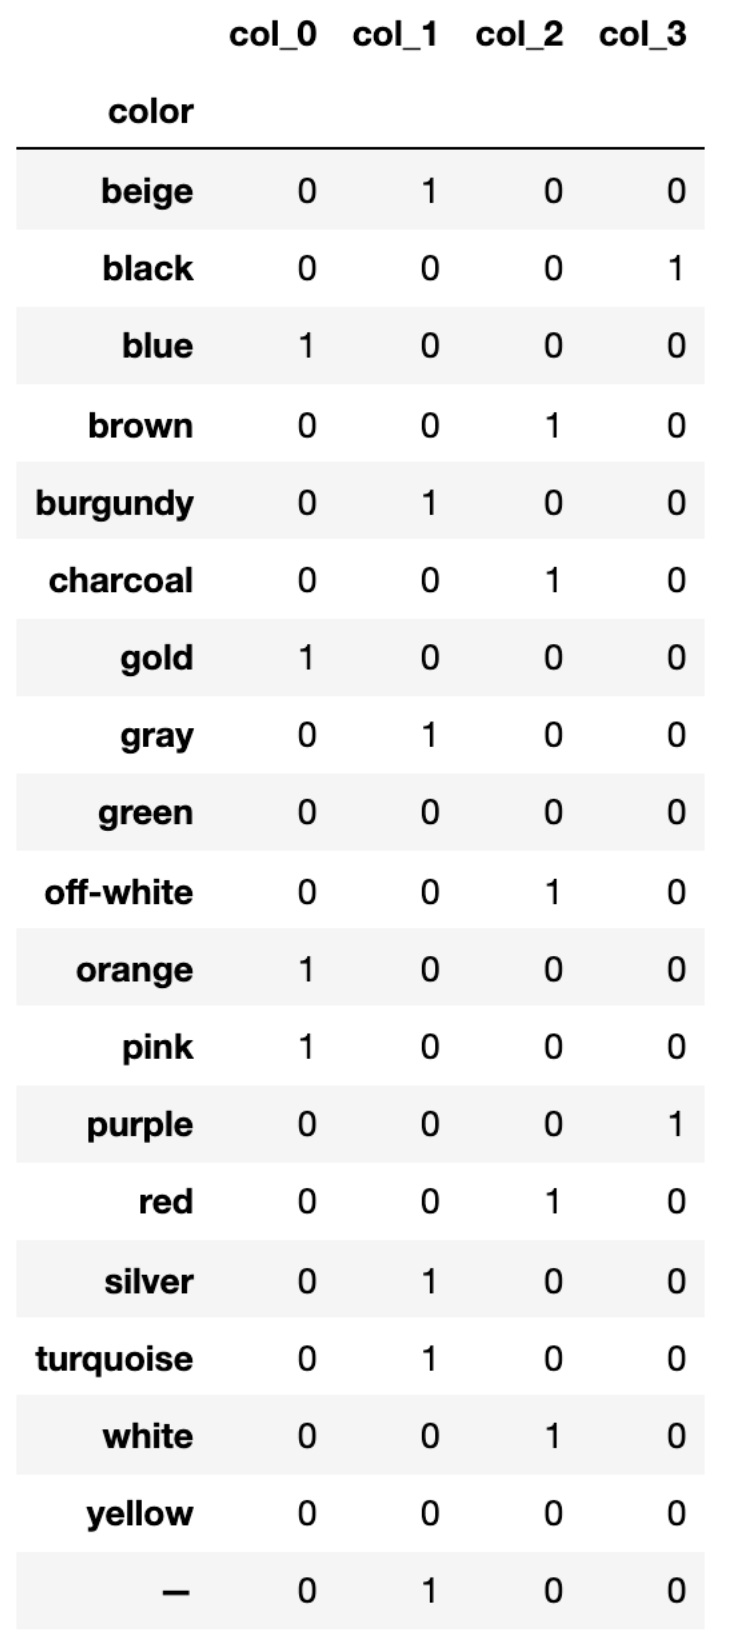 col_0 col_1 col_2 col_3
color
beige 0 1 0 0
black 0 0 0 1
blue 1 0 0 0
brown 0 0 1 0
burgundy 0 1 0 0
charcoal 0 0 1 0
gold 1 0 0 0
gray 0 1 0 0
green 0 0 0 0
off-white 0 0 1 0
orange 1 0 0 0
pink 1 0 0 0
purple 0 0 0 1
red 0 0 1 0
silver 0 1 0 0
turquoise 0 1 0 0
white 0 0 1 0
yellow 0 0 0 0
— 0 1 0 0